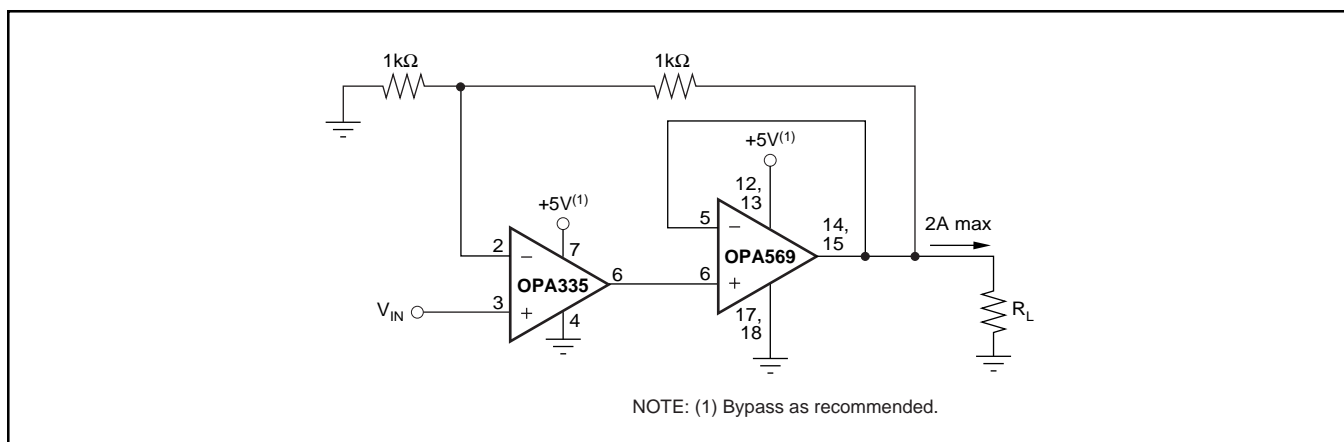 1kΩ
1kΩ
+5V(1)
12,
13
+5V(1)
5
−
14,
15
2A max
2
−
7
OPA569
OPA335
6
6
+
VIN
3
+
4
17,
18
RL
NOTE: (1) Bypass as recommended.